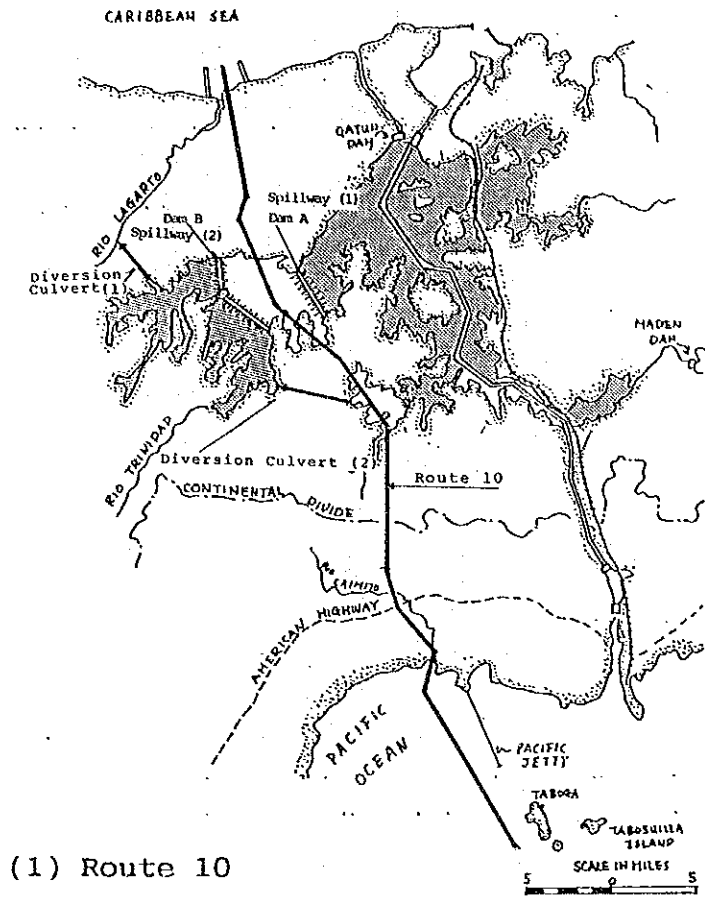 CARIBBEAN SEA
GATUN
DAM
RIO LAGARTO
Spillway (1)
Dam A
Dam B
Spillway (2)
Diversion
Culvert(1)
MADEN
DAM
RIO TRINIDAD
Diversion Culvert (2)
Route 10
CONTINENTAL DIVIDE
CAIMITO
AMERICAN HIGHWAY
PACIFIC
OCEAN
PACIFIC
JETTY
TABOGA
TABOGUILLA
ISLAND
(1) Route 10
SCALE IN MILES
5 0 5